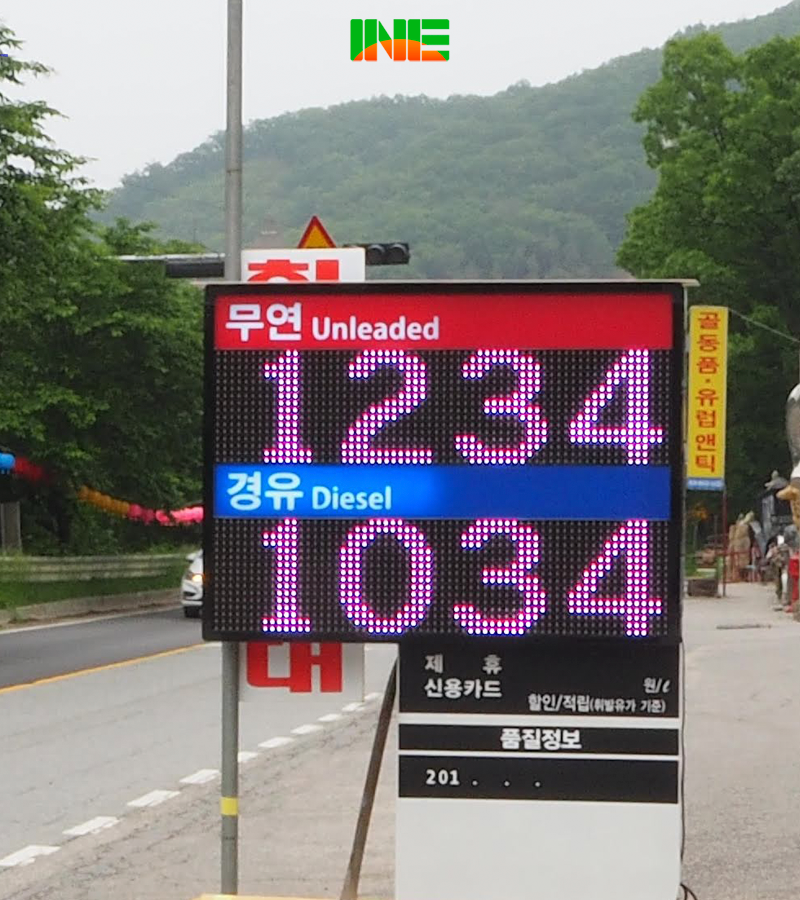 INE
무연 Unleaded
1234
경유 Diesel
1034
골동품·유럽앤틱
대
제 휴
신용카드
원/ℓ
할인/적립(휘발유가 기준)
품질정보
201 . . .